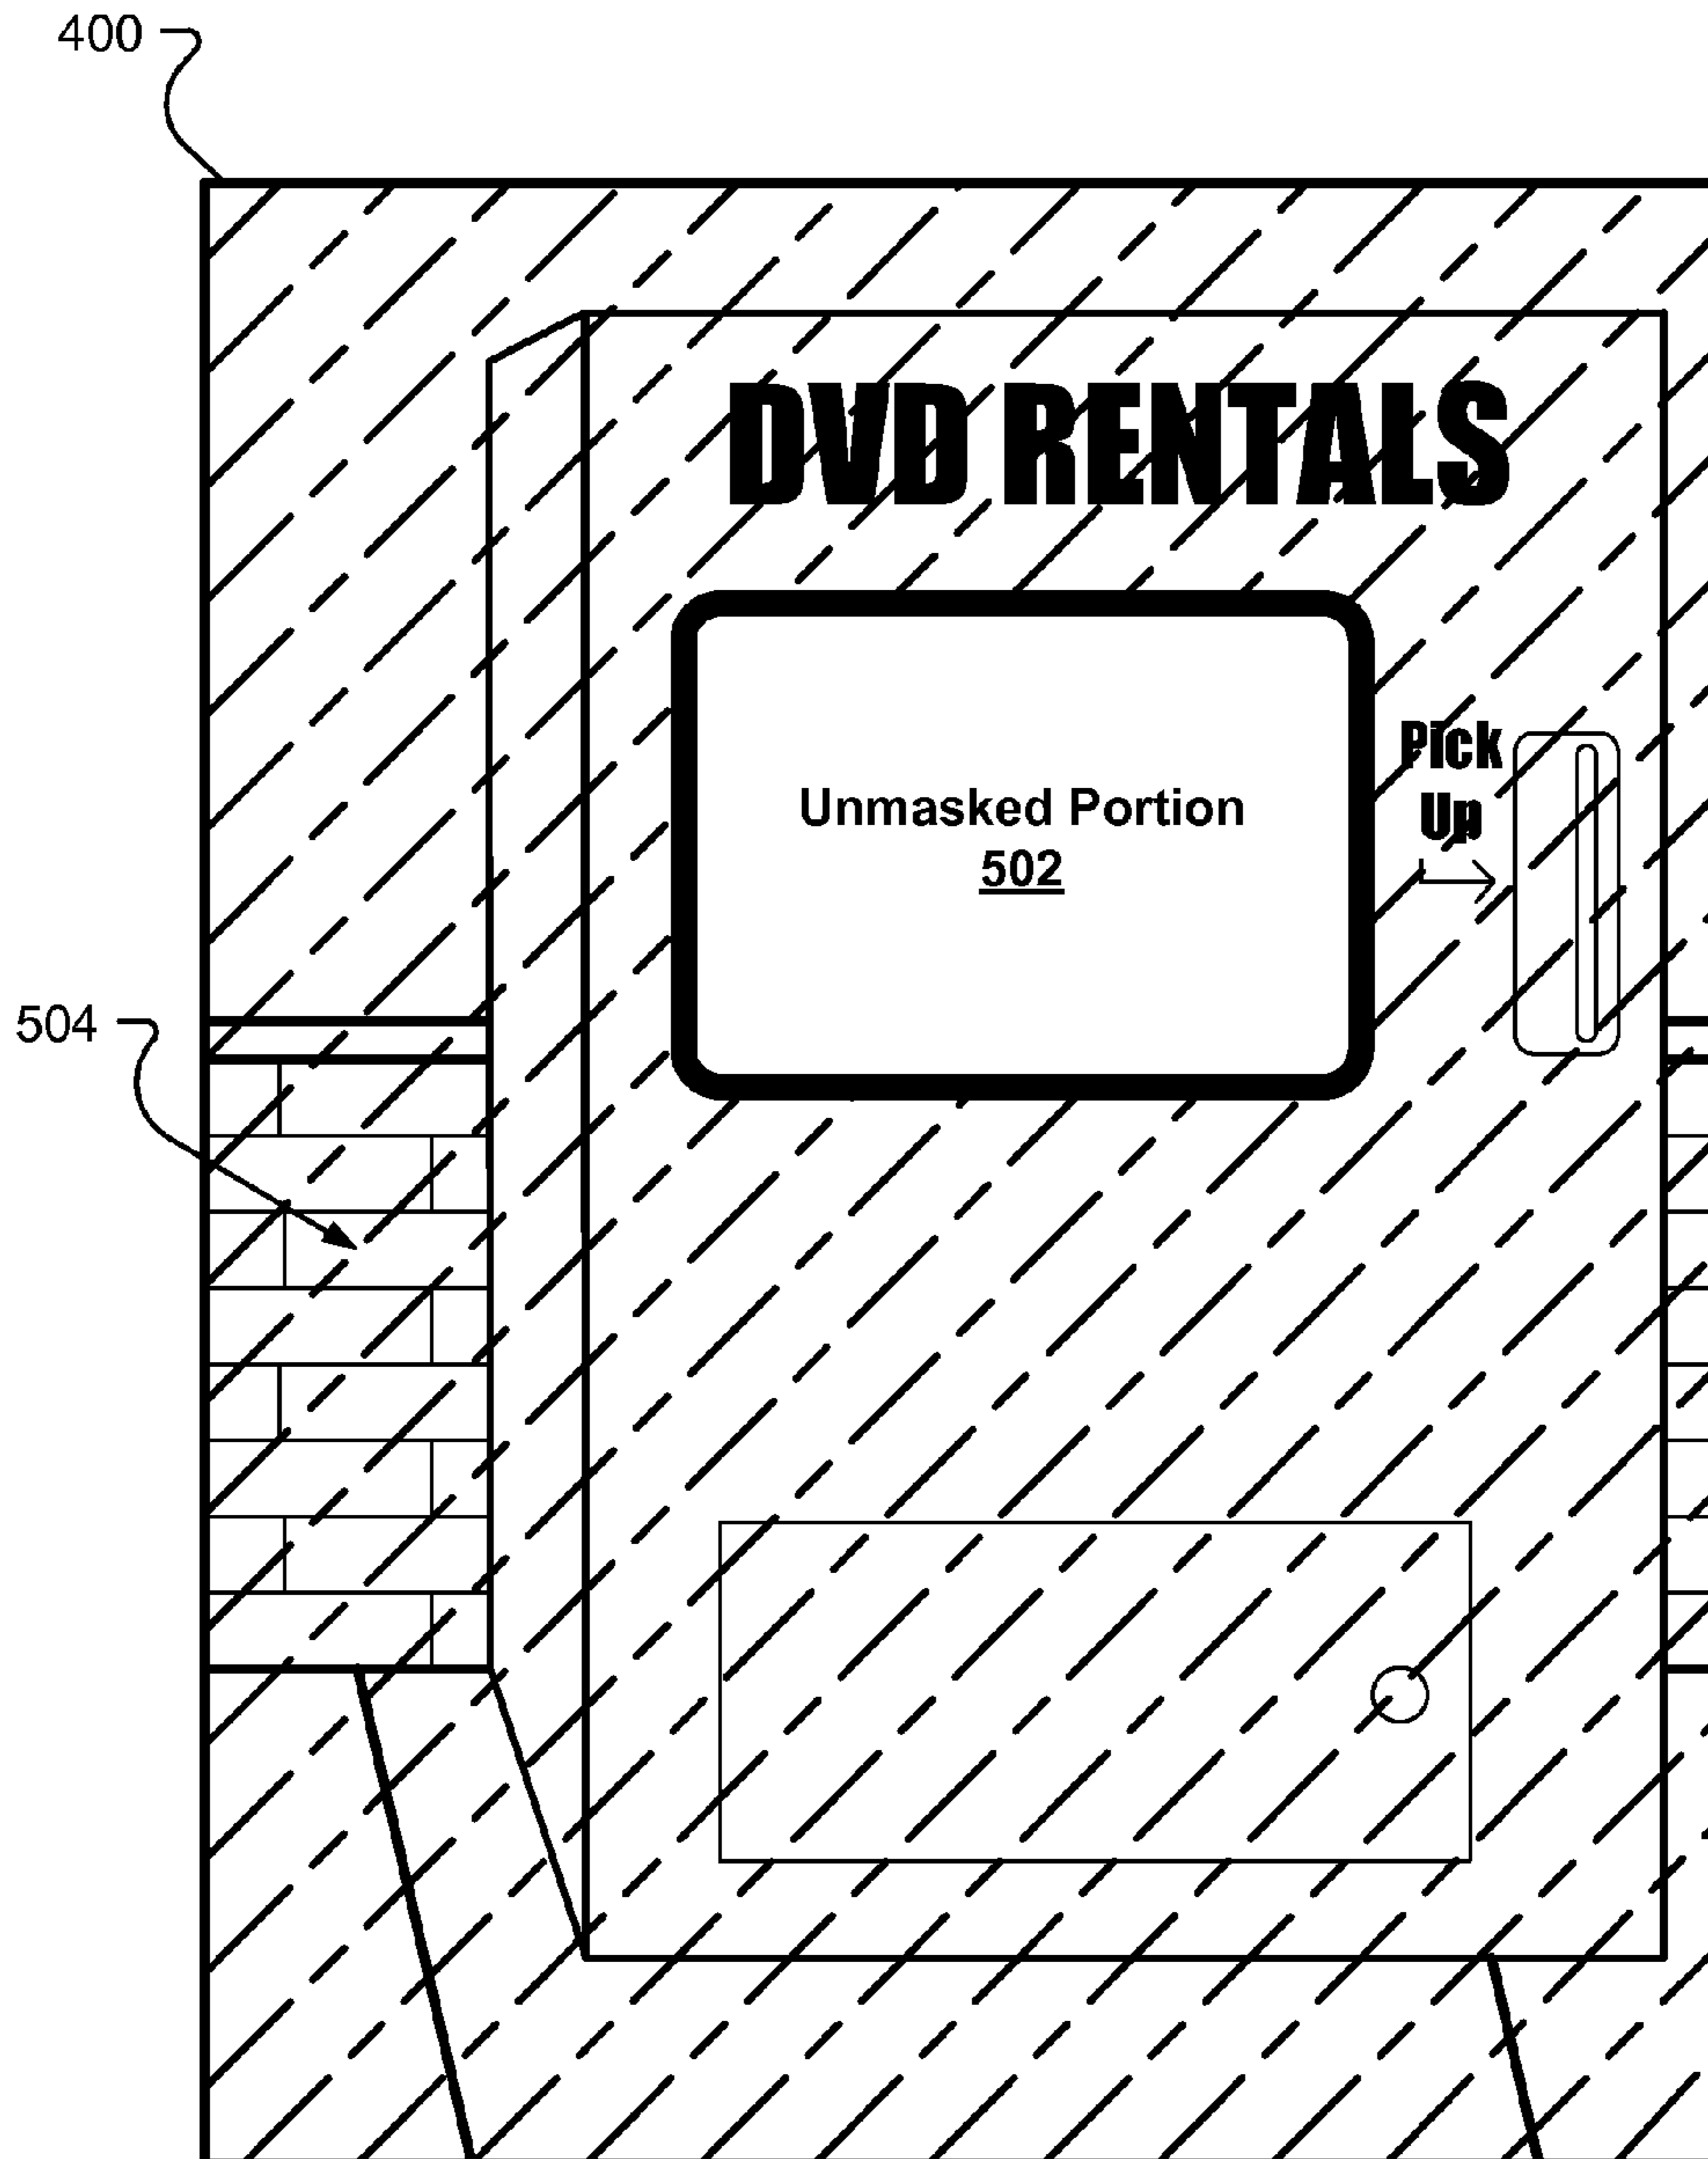 400
DVD RENTALS
Pick
Up
Unmasked Portion
502
504